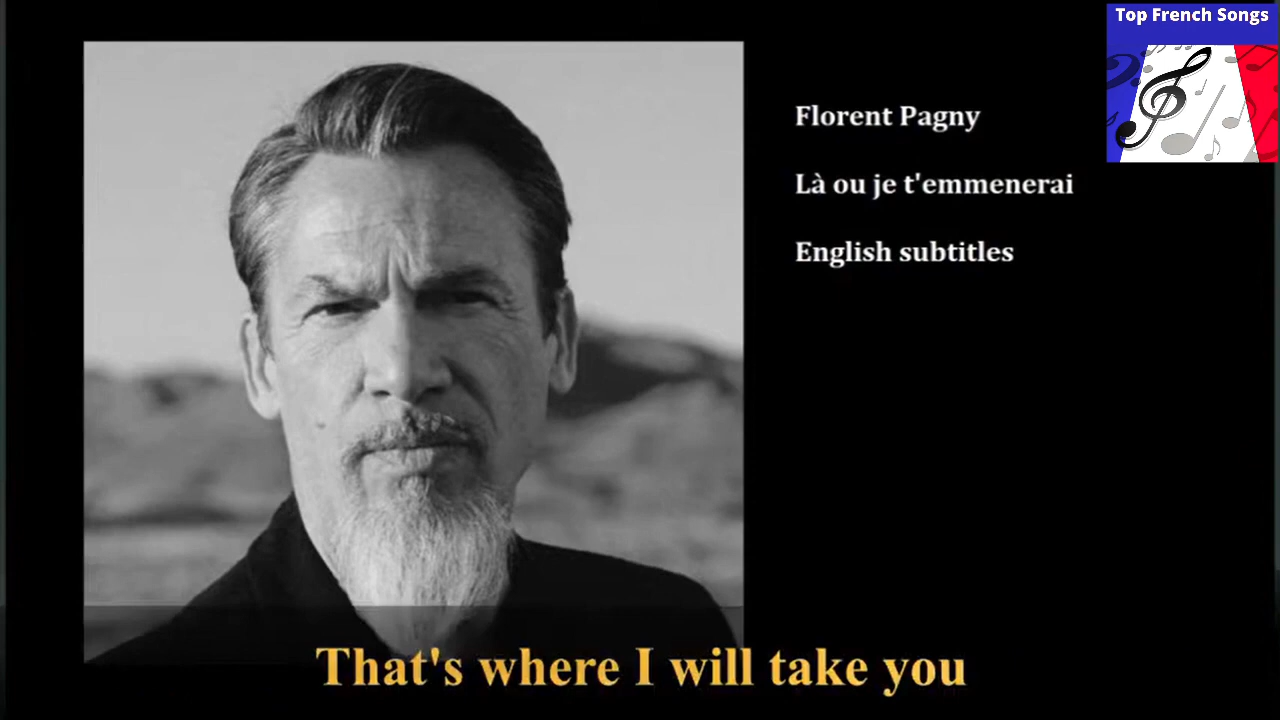 Top French Songs
Florent Pagny
Là ou je t'emmenerai
English subtitles
That's where I will take you